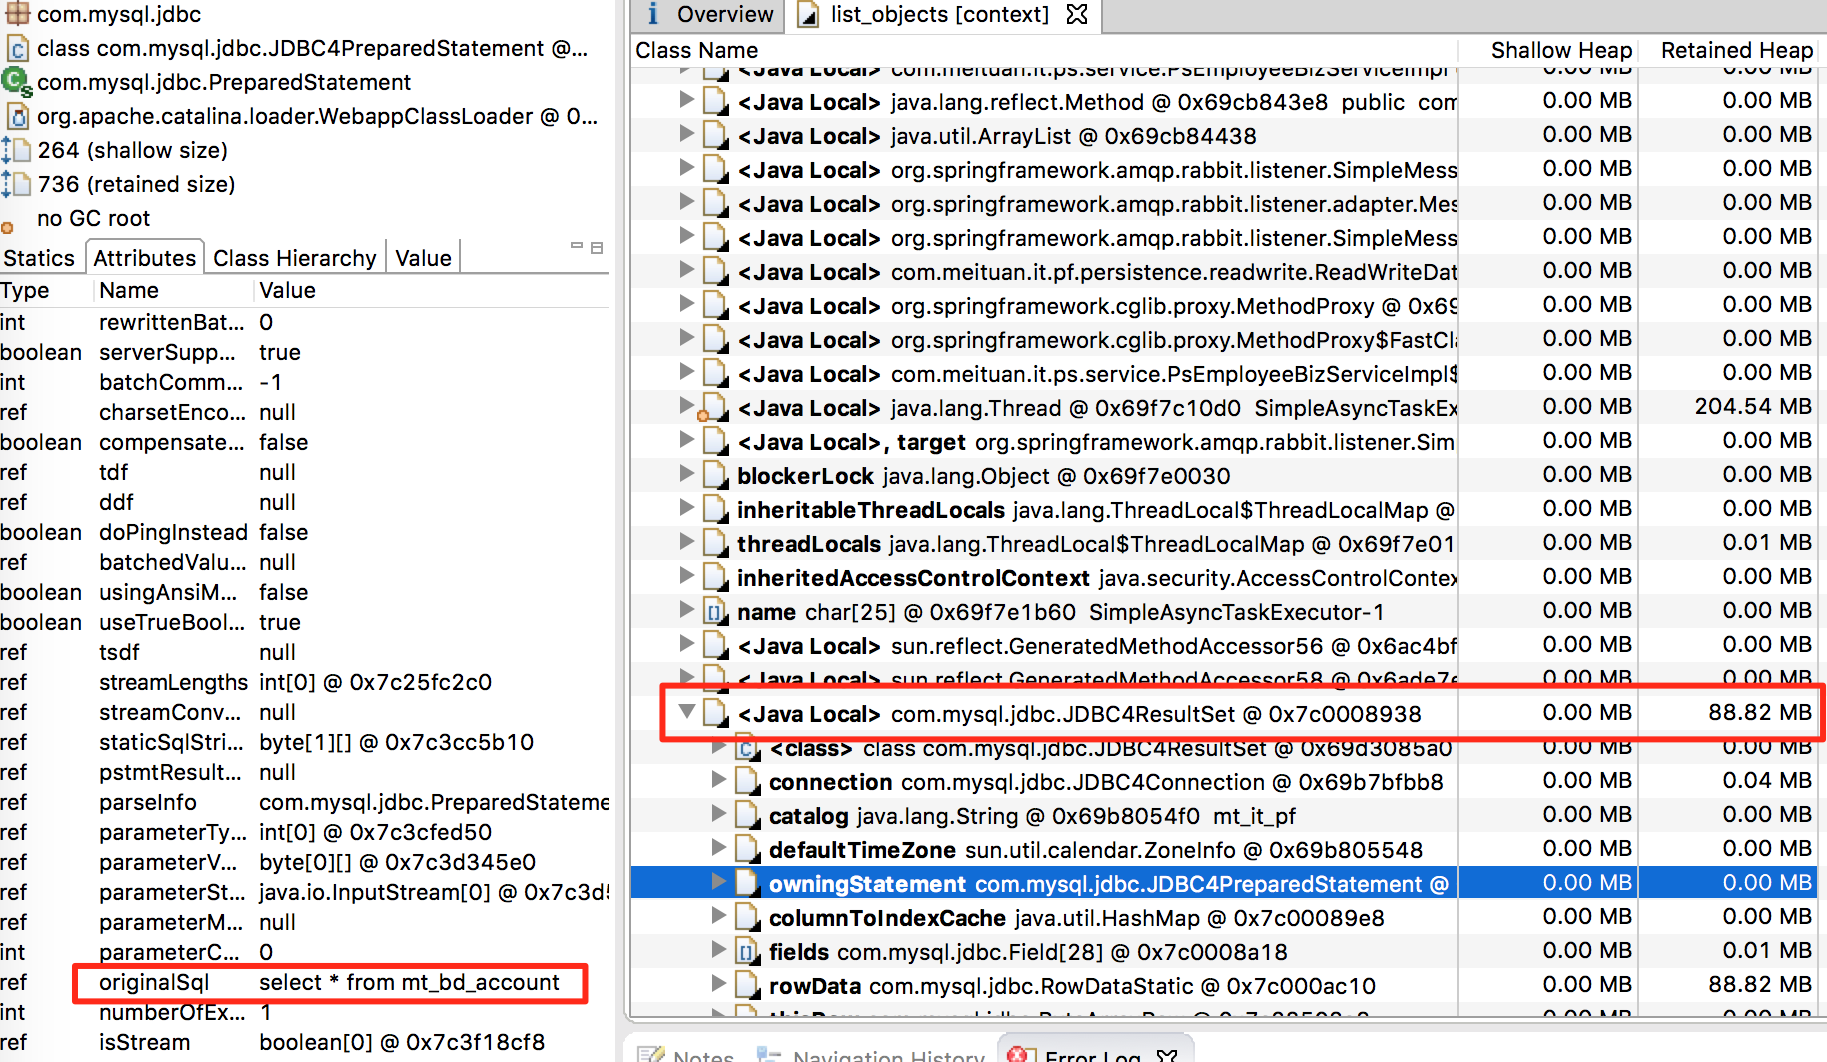 com.mysql.jdbc
class com.mysql.jdbc.JDBC4PreparedStatement @...
com.mysql.jdbc.PreparedStatement
org.apache.catalina.loader.WebappClassLoader @ 0...
264 (shallow size)
736 (retained size)
no GC root
Statics Attributes Class Hierarchy Value
Type Name Value
int rewrittenBat... 0
boolean serverSupp... true
int batchComm... -1
ref charsetEnco... null
boolean compensate... false
ref tdf null
ref ddf null
boolean doPingInstead false
ref batchedValu... null
boolean usingAnsiM... false
boolean useTrueBool... true
ref tsdf null
ref streamLengths int[0] @ 0x7c25fc2c0
ref streamConv... null
ref staticSqlStri... byte[1][] @ 0x7c3cc5b10
ref pstmtResult... null
ref parseInfo com.mysql.jdbc.PreparedStateme
ref parameterTy... int[0] @ 0x7c3cfed50
ref parameterV... byte[0][] @ 0x7c3d345e0
ref parameterSt... java.io.InputStream[0] @ 0x7c3d5
ref parameterM... null
int parameterC... 0
ref originalSql select * from mt_bd_account
int numberOfEx... 1
ref isStream boolean[0] @ 0x7c3f18cf8
Overview list_objects [context]
Class Name Shallow Heap Retained Heap
<Java Local> com.meituan.it.ps.service.PsEmployeeBizServiceImpl 0.00 MB 0.00 MB
<Java Local> java.lang.reflect.Method @ 0x69cb843e8 public com 0.00 MB 0.00 MB
<Java Local> java.util.ArrayList @ 0x69cb84438 0.00 MB 0.00 MB
<Java Local> org.springframework.amqp.rabbit.listener.SimpleMess 0.00 MB 0.00 MB
<Java Local> org.springframework.amqp.rabbit.listener.adapter.Mes 0.00 MB 0.00 MB
<Java Local> org.springframework.amqp.rabbit.listener.SimpleMess 0.00 MB 0.00 MB
<Java Local> com.meituan.it.pf.persistence.readwrite.ReadWriteDat 0.00 MB 0.00 MB
<Java Local> org.springframework.cglib.proxy.MethodProxy @ 0x69 0.00 MB 0.00 MB
<Java Local> org.springframework.cglib.proxy.MethodProxy$FastCl 0.00 MB 0.00 MB
<Java Local> com.meituan.it.ps.service.PsEmployeeBizServiceImpl$ 0.00 MB 0.00 MB
<Java Local> java.lang.Thread @ 0x69f7c10d0 SimpleAsyncTaskEx 0.00 MB 204.54 MB
<Java Local>, target org.springframework.amqp.rabbit.listener.Sim 0.00 MB 0.00 MB
blockerLock java.lang.Object @ 0x69f7e0030 0.00 MB 0.00 MB
inheritableThreadLocals java.lang.ThreadLocal$ThreadLocalMap @ 0.00 MB 0.00 MB
threadLocals java.lang.ThreadLocal$ThreadLocalMap @ 0x69f7e01 0.00 MB 0.01 MB
inheritedAccessControlContext java.security.AccessControlContex 0.00 MB 0.00 MB
name char[25] @ 0x69f7e1b60 SimpleAsyncTaskExecutor-1 0.00 MB 0.00 MB
<Java Local> sun.reflect.GeneratedMethodAccessor56 @ 0x6ac4bf 0.00 MB 0.00 MB
<Java Local> sun.reflect.GeneratedMethodAccessor58 @ 0x6ade7e 0.00 MB 0.00 MB
<Java Local> com.mysql.jdbc.JDBC4ResultSet @ 0x7c0008938 0.00 MB 88.82 MB
<class> class com.mysql.jdbc.JDBC4ResultSet @ 0x69d3085a0 0.00 MB 0.00 MB
connection com.mysql.jdbc.JDBC4Connection @ 0x69b7bfbb8 0.00 MB 0.04 MB
catalog java.lang.String @ 0x69b8054f0 mt_it_pf 0.00 MB 0.00 MB
defaultTimeZone sun.util.calendar.ZoneInfo @ 0x69b805548 0.00 MB 0.00 MB
owningStatement com.mysql.jdbc.JDBC4PreparedStatement @ 0.00 MB 0.00 MB
columnToIndexCache java.util.HashMap @ 0x7c00089e8 0.00 MB 0.00 MB
fields com.mysql.jdbc.Field[28] @ 0x7c0008a18 0.00 MB 0.01 MB
rowData com.mysql.jdbc.RowDataStatic @ 0x7c000ac10 0.00 MB 88.82 MB
Notes Navigation History Error Log